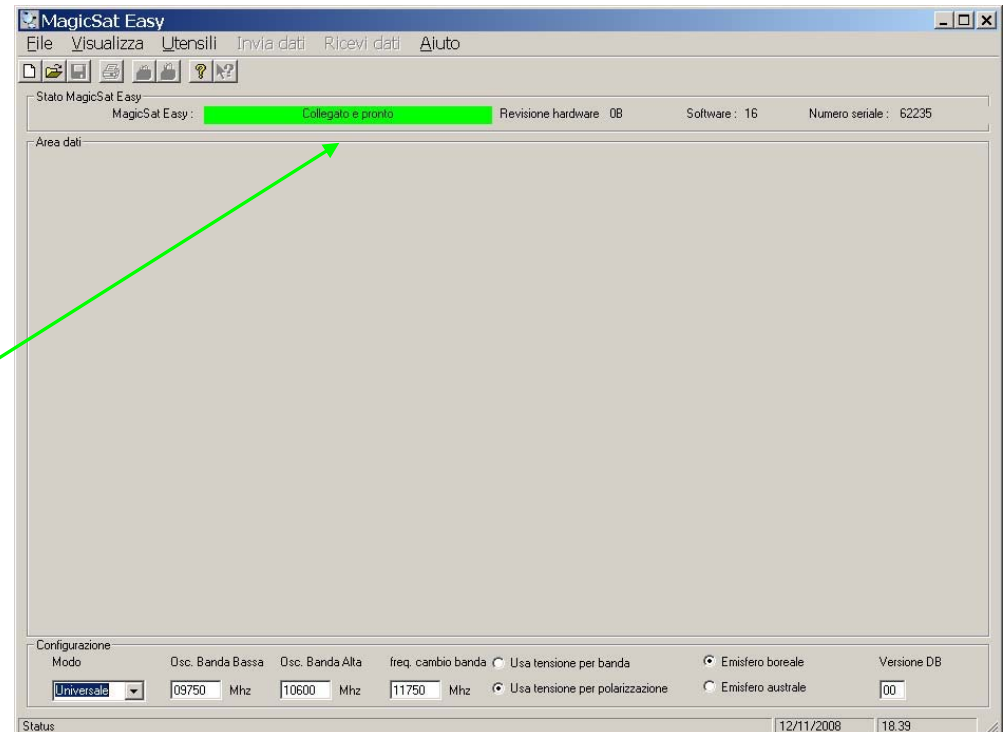 MagicSat Easy
File Visualizza Utensili Invia dati Ricevi dati Aiuto
Stato MagicSat Easy
MagicSat Easy : Collegato e pronto Revisione hardware 0B Software : 16 Numero seriale : 62235
Area dati
Configurazione
Modo Osc. Banda Bassa Osc. Banda Alta freq. cambio banda Usa tensione per banda Emisfero boreale Versione DB
Universale 09750 Mhz 10600 Mhz 11750 Mhz Usa tensione per polarizzazione Emisfero australe 00
Status 12/11/2008 18.39